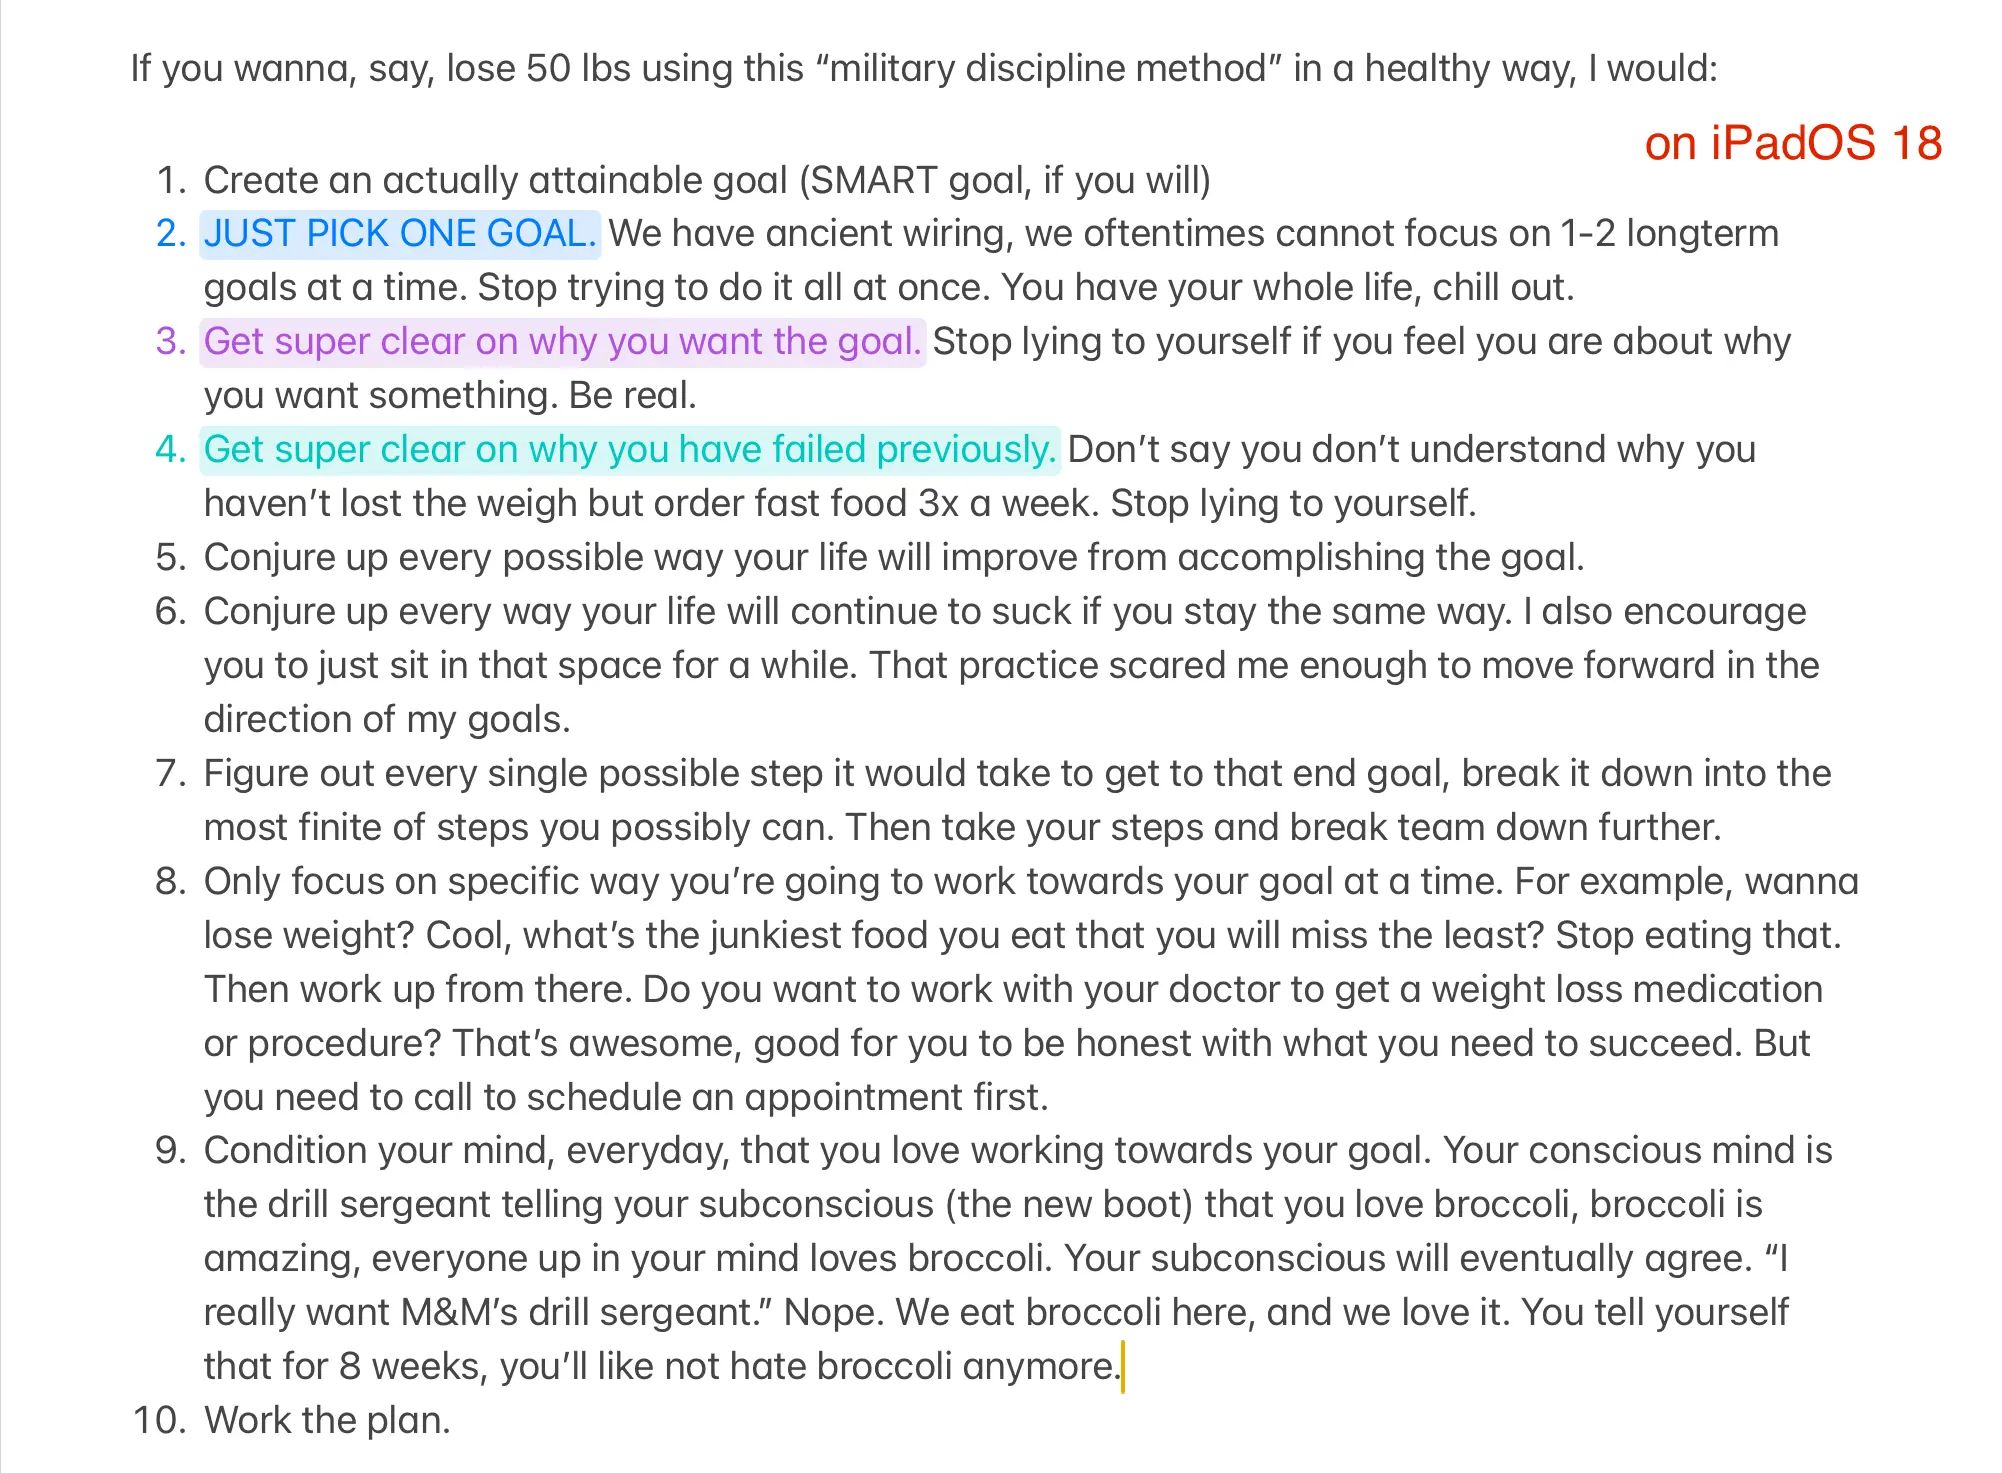 If you wanna, say, lose 50 lbs using this “military discipline method” in a healthy way, I would:
on iPadOS 18
1. Create an actually attainable goal (SMART goal, if you will)
2. JUST PICK ONE GOAL. We have ancient wiring, we oftentimes cannot focus on 1-2 longterm
goals at a time. Stop trying to do it all at once. You have your whole life, chill out.
3. Get super clear on why you want the goal. Stop lying to yourself if you feel you are about why
you want something. Be real.
4. Get super clear on why you have failed previously. Don’t say you don’t understand why you
haven’t lost the weigh but order fast food 3x a week. Stop lying to yourself.
5. Conjure up every possible way your life will improve from accomplishing the goal.
6. Conjure up every way your life will continue to suck if you stay the same way. I also encourage
you to just sit in that space for a while. That practice scared me enough to move forward in the
direction of my goals.
7. Figure out every single possible step it would take to get to that end goal, break it down into the
most finite of steps you possibly can. Then take your steps and break team down further.
8. Only focus on specific way you’re going to work towards your goal at a time. For example, wanna
lose weight? Cool, what’s the junkiest food you eat that you will miss the least? Stop eating that.
Then work up from there. Do you want to work with your doctor to get a weight loss medication
or procedure? That’s awesome, good for you to be honest with what you need to succeed. But
you need to call to schedule an appointment first.
9. Condition your mind, everyday, that you love working towards your goal. Your conscious mind is
the drill sergeant telling your subconscious (the new boot) that you love broccoli, broccoli is
amazing, everyone up in your mind loves broccoli. Your subconscious will eventually agree. “I
really want M&M’s drill sergeant.” Nope. We eat broccoli here, and we love it. You tell yourself
that for 8 weeks, you’ll like not hate broccoli anymore.
10. Work the plan.